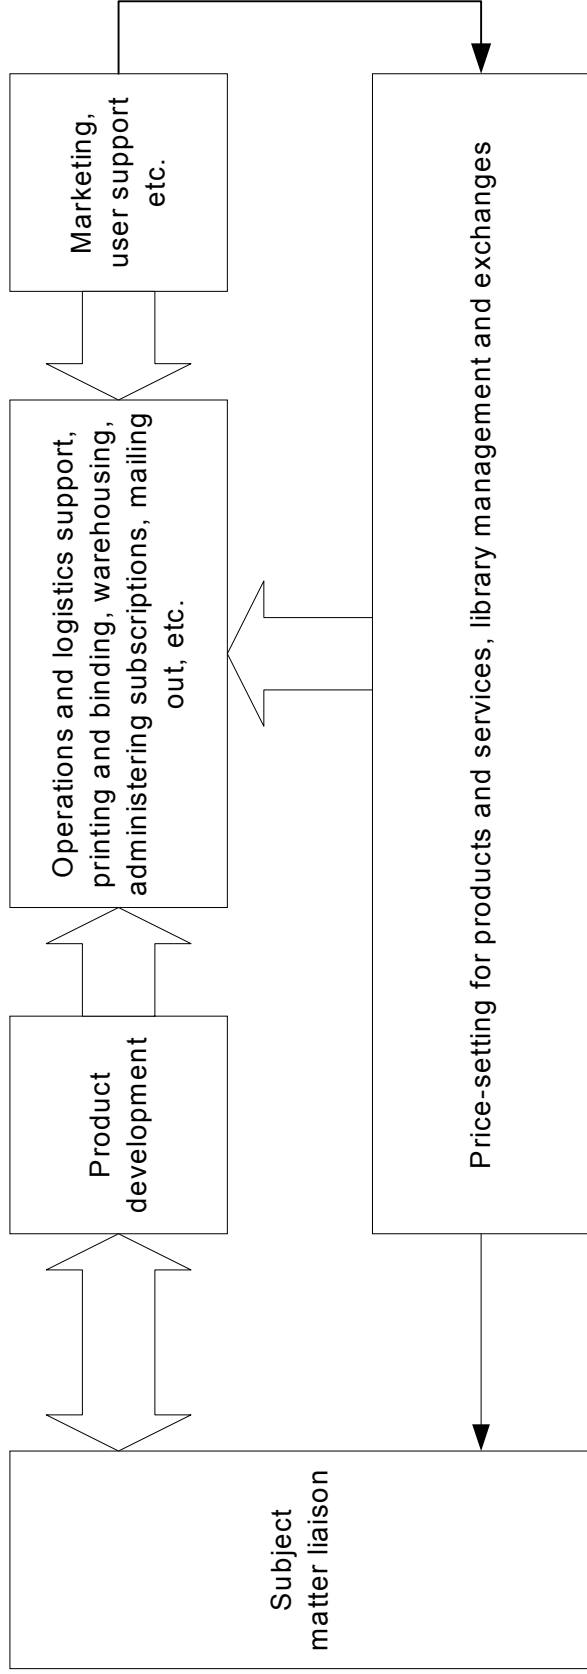 Subject
matter liaison
Product
development
Operations and logistics support,
printing and binding, warehousing,
administering subscriptions, mailing
out, etc.
Marketing,
user support
etc.
Price-setting for products and services, library management and exchanges